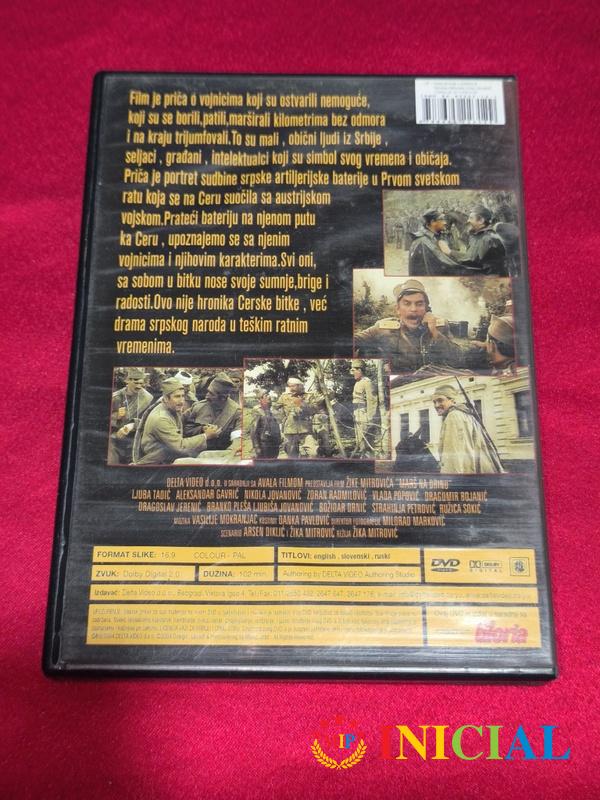 Film je priča o vojnicima koji su ostvarili nemoguće,
koji su se borili,patili,marširali kilometrima bez odmora
i na kraju trijumfovali.To su mali , obični ljudi iz Srbije ,
seljaci , građani , intelektualci koji su simbol svog vremena i običaja.
Priča je portret sudbine srpske artiljerijske baterije u Prvom svetskom
ratu koja se na Ceru suočila sa austrijskom
vojskom.Prateći bateriju na njenom putu
ka Ceru , upoznajemo se sa njenim
vojnicima i njihovim karakterima.Svi oni,
sa sobom u bitku nose svoje sumnje,brige i
radosti.Ovo nije hronika Cerske bitke , već
drama srpskog naroda u teškim ratnim
vremenima.
DELTA VIDEO d.o.o. U SARADNJI SA AVALA FILMOM PREDSTAVLJA FILM ŽIKE MITROVIĆA "MARŠ NA DRINU"
LJUBA TADIĆ ALEKSANDAR GAVRIĆ NIKOLA JOVANOVIĆ ZORAN RADMILOVIĆ VLADA POPOVIĆ DRAGOMIR BOJANIĆ
DRAGOSLAV JERENIĆ BRANKO PLEŠA LJUBIŠA JOVANOVIĆ BOŽIDAR DRNIĆ STRAHINJA PETROVIĆ RUŽICA SOKIĆ
MUZIKA VASILIJE MOKRANJAC KOSTIMI DANKA PAVLOVIĆ DIREKTOR FOTOGRAFIJE MILORAD MARKOVIĆ
SCENARIO ARSEN DIKLIĆ I ŽIKA MITROVIĆ REŽIJA ŽIKA MITROVIĆ
FORMAT SLIKE: 16:9 COLOUR - PAL TITLOVI: english , slovenski , ruski
ZVUK: Dolby Digital 2.0 DUŽINA: 102 min. Authoring by DELTA VIDEO Authoring Studio
DVD VIDEO DOLBY DIGITAL
Izdavač: Delta Video d.o.o., Beograd,
gloria
IP INICIAL